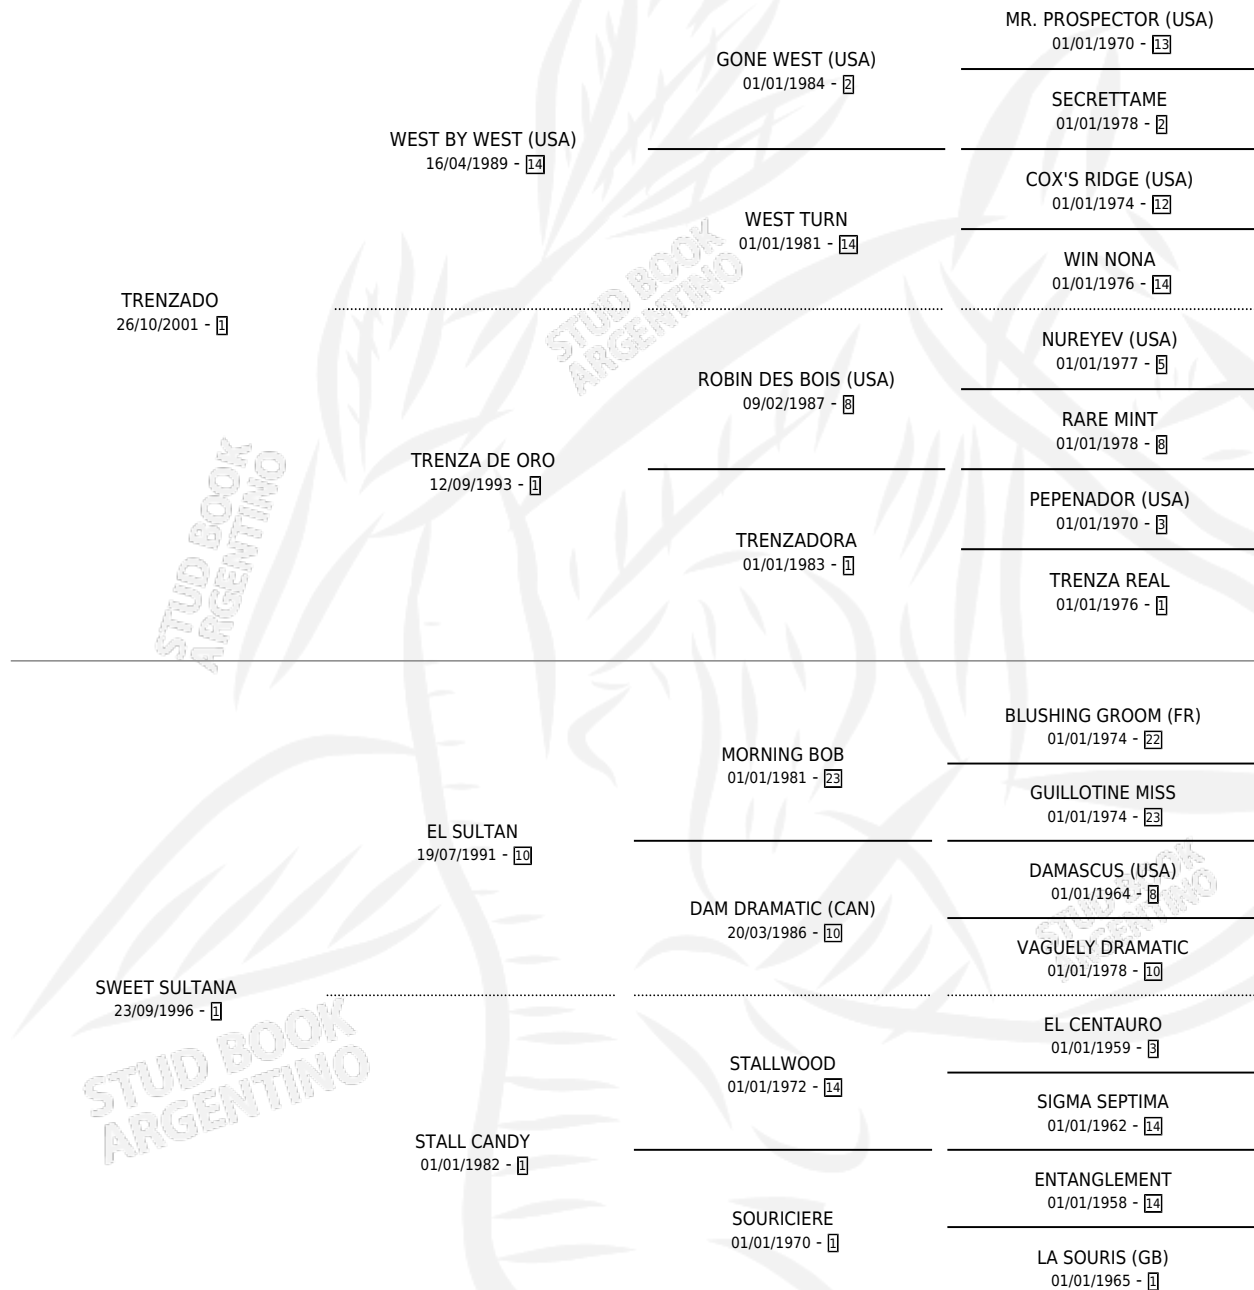 MR. PROSPECTOR (USA)
01/01/1970 - 13
GONE WEST (USA)
01/01/1984 - 2
SECRETTAME
01/01/1978 - 2
WEST BY WEST (USA)
16/04/1989 - 14
COX'S RIDGE (USA)
01/01/1974 - 12
WEST TURN
01/01/1981 - 14
WIN NONA
01/01/1976 - 14
TRENZADO
26/10/2001 - 1
NUREYEV (USA)
01/01/1977 - 5
ROBIN DES BOIS (USA)
09/02/1987 - 8
RARE MINT
01/01/1978 - 8
TRENZA DE ORO
12/09/1993 - 1
PEPENADOR (USA)
01/01/1970 - 3
TRENZADORA
01/01/1983 - 1
TRENZA REAL
01/01/1976 - 1
STUD BOOK
ARGENTINO
STUD BOOK
ARGENTINO
BLUSHING GROOM (FR)
01/01/1974 - 22
MORNING BOB
01/01/1981 - 23
GUILLOTINE MISS
01/01/1974 - 23
EL SULTAN
19/07/1991 - 10
DAMASCUS (USA)
01/01/1964 - 8
DAM DRAMATIC (CAN)
20/03/1986 - 10
VAGUELY DRAMATIC
01/01/1978 - 10
SWEET SULTANA
23/09/1996 - 1
EL CENTAURO
01/01/1959 - 3
STALLWOOD
01/01/1972 - 14
SIGMA SEPTIMA
01/01/1962 - 14
STALL CANDY
01/01/1982 - 1
ENTANGLEMENT
01/01/1958 - 14
SOURICIERE
01/01/1970 - 1
LA SOURIS (GB)
01/01/1965 - 1
STUD BOOK
ARGENTINO
STUD BOOK
ARGENTINO